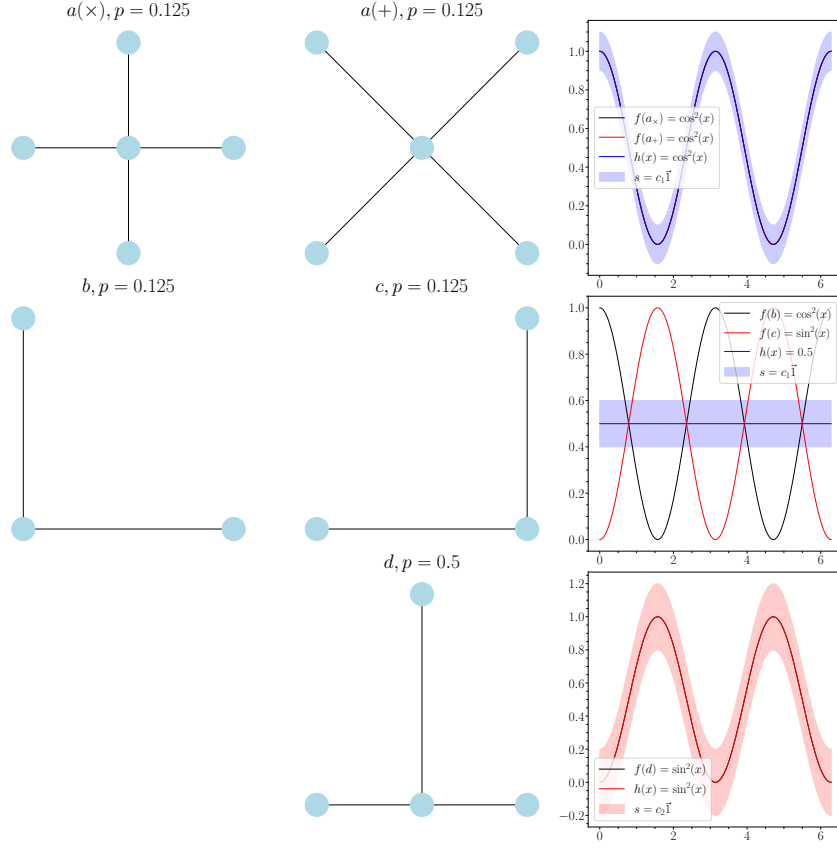 a(×), p = 0.125
a(+), p = 0.125
1.0
0.8
0.6
0.4
0.2
0.0
f(a×) = cos²(x)
f(a+) = cos²(x)
h(x) = cos²(x)
s = c₁1⃗
0
2
4
6
b, p = 0.125
c, p = 0.125
1.0
0.8
0.6
0.4
0.2
0.0
f(b) = cos²(x)
f(c) = sin²(x)
h(x) = 0.5
s = c₁1⃗
0
2
4
6
d, p = 0.5
1.2
1.0
0.8
0.6
0.4
0.2
0.0
−0.2
f(d) = sin²(x)
h(x) = sin²(x)
s = c₂1⃗
0
2
4
6